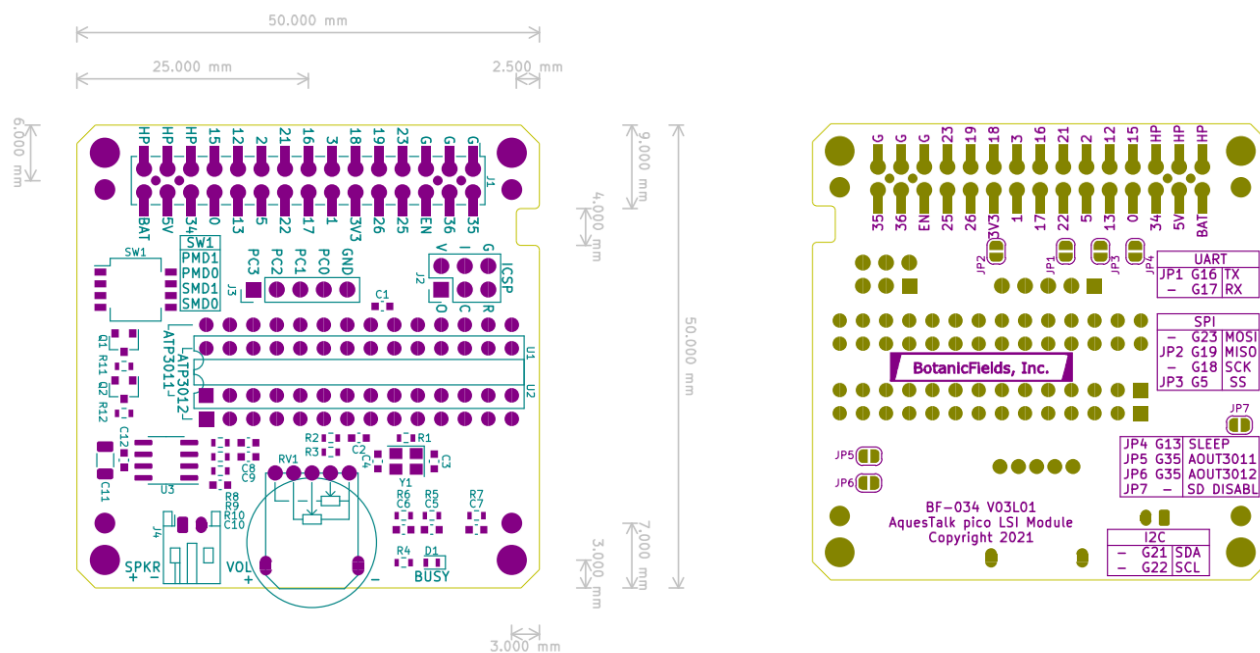 50.000 mm
25.000 mm
2.500 mm
6.000 mm
9.000 mm
4.000 mm
50.000 mm
7.000 mm
3.000 mm
3.000 mm
HP HP HP 15 12 2 21 16 3 18 19 23 G G G
J1
BAT 5V 34 0 13 5 22 17 1 3V3 26 25 EN 36 35
SW1
SW1
PMD1
PMD0
SMD1
SMD0
PC3 PC2 PC1 PC0 GND
J3
V I G
J2
ICSP
O C R
C1
Q1
R11
Q2
R12
ATP3011
ATP3012
U1
U2
C12
C11
U3
C8
C9
R8
R9
R10
C10
R2
R3
RV1
C2
R1
C4
C3
Y1
R6
C6
R5
C5
R7
C7
J4
SPKR
+ -
VOL
+ -
R4
D1
BUSY
G G G 23 19 18 3 16 21 2 12 15 HP HP HP
35 36 EN 25 26 3V3 1 17 22 5 13 0 34 5V BAT
JP2 JP1 JP3 JP4
UART
JP1 G16 TX
- G17 RX
SPI
- G23 MOSI
JP2 G19 MISO
- G18 SCK
JP3 G5 SS
BotanicFields, Inc.
JP7
JP4 G13 SLEEP
JP5 G35 AOUT3011
JP6 G35 AOUT3012
JP7 - SD DISABL
JP5
JP6
BF-034 V03L01
AquesTalk pico LSI Module
Copyright 2021
I2C
- G21 SDA
- G22 SCL